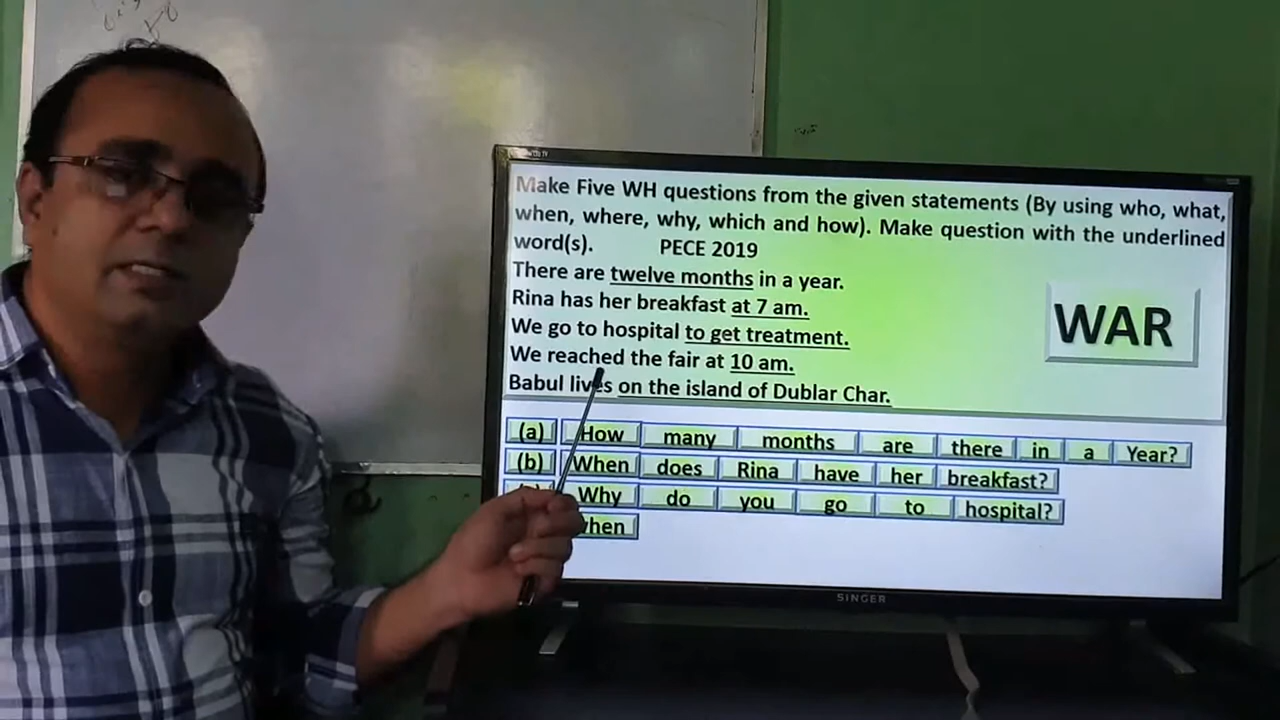 Make Five WH questions from the given statements (By using who, what,
when, where, why, which and how). Make question with the underlined
word(s). PECE 2019
There are twelve months in a year.
Rina has her breakfast at 7 am.
We go to hospital to get treatment.
We reached the fair at 10 am.
Babul lives on the island of Dublar Char.
WAR
(a) How many months are there in a Year?
(b) When does Rina have her breakfast?
Why do you go to hospital?
when
SINGER